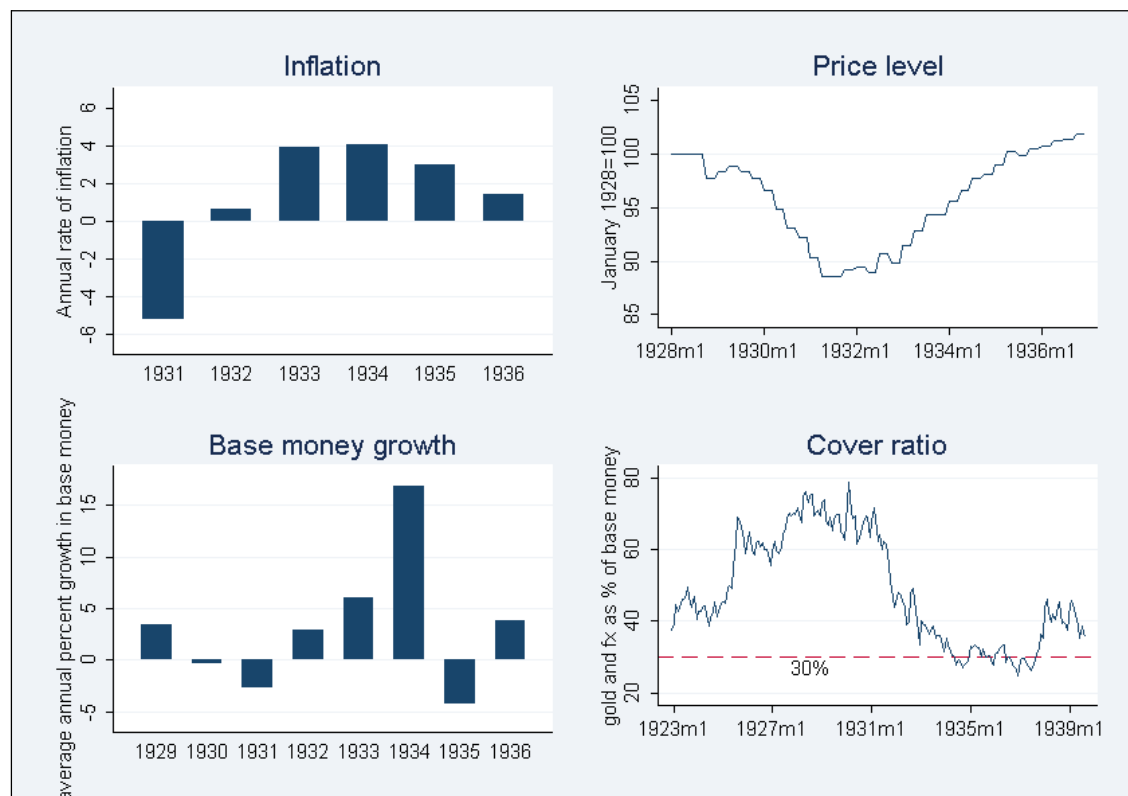 Inflation
Annual rate of inflation
6
4
2
0
-2
-4
-6
1931 1932 1933 1934 1935 1936
Price level
January 1928=100
105
100
95
90
85
1928m1 1930m1 1932m1 1934m1 1936m1
Base money growth
average annual percent growth in base money
15
10
5
0
-5
1929 1930 1931 1932 1933 1934 1935 1936
Cover ratio
gold and fx as % of base money
80
60
40
20
30%
1923m1 1927m1 1931m1 1935m1 1939m1